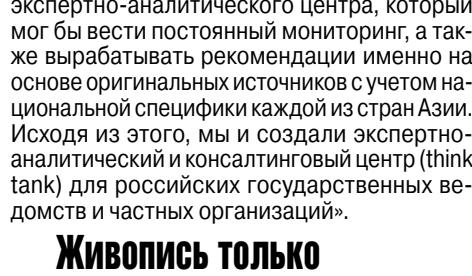 экспертно-аналитического центра, который
мог бы вести постоянный мониторинг, а так-
же вырабатывать рекомендации именно на
основе оригинальных источников с учетом на-
циональной специфики каждой из стран Азии.
Исходя из этого, мы и создали экспертно-
аналитический и консалтинговый центр (think
tank) для российских государственных ве-
домств и частных организаций».
Живопись только